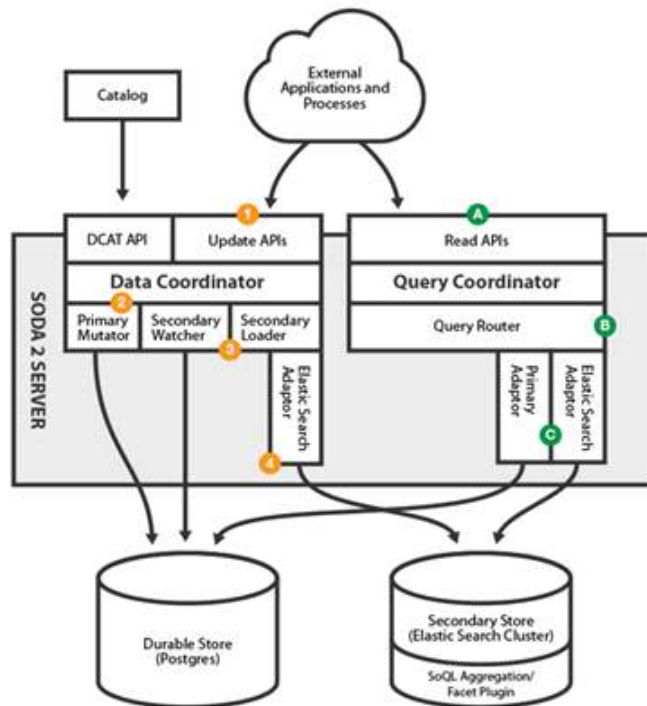 External
Applications and
Processes
Catalog
1
A
DCAT API
Update APIs
Read APIs
Data Coordinator
Query Coordinator
2
Primary
Mutator
Secondary
Watcher
Secondary
Loader
3
Query Router
B
SODA 2 SERVER
Elastic Search
Adaptor
4
Primary
Adaptor
Elastic Search
Adaptor
C
Durable Store
(Postgres)
Secondary Store
(Elastic Search Cluster)
SoQL Aggregation/
Facet Plugin